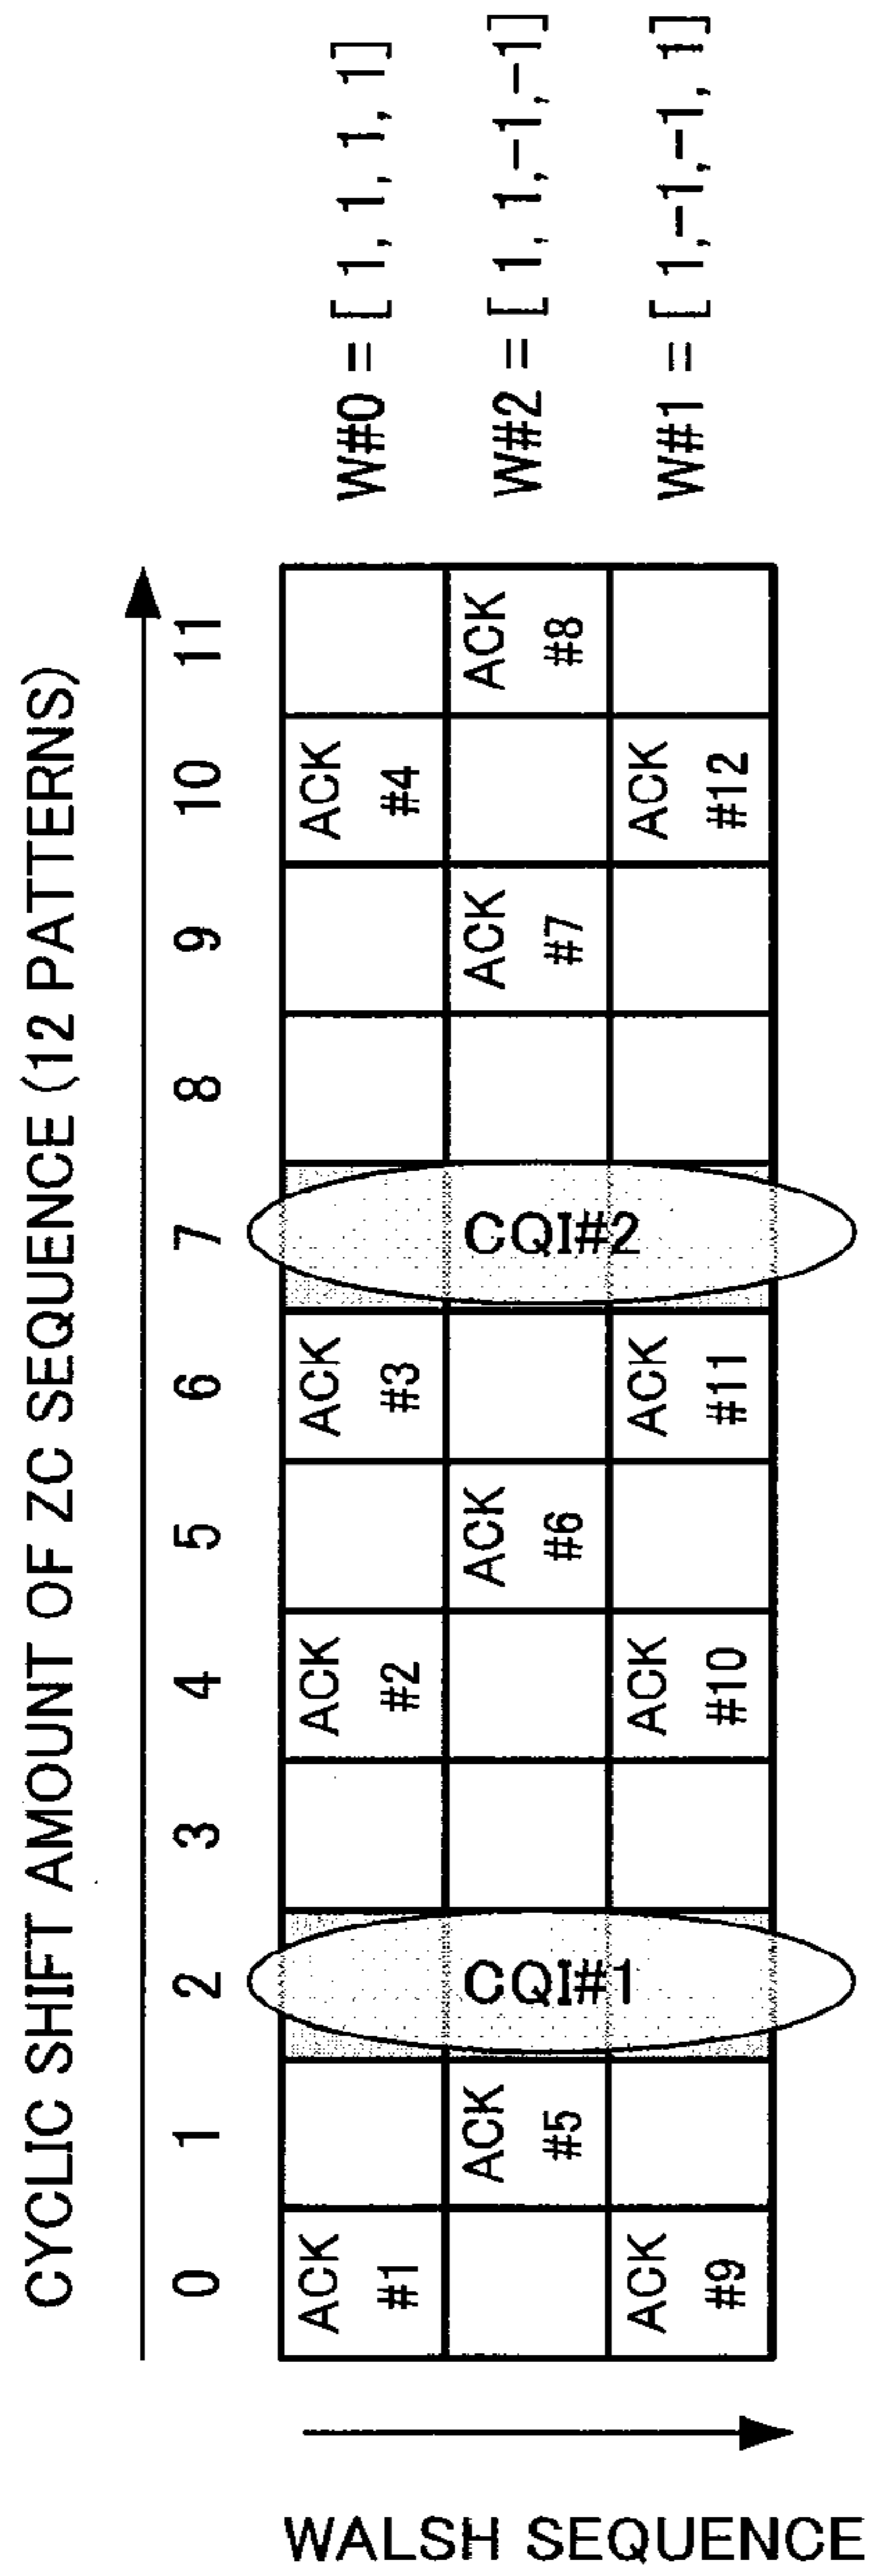 CYCLIC SHIFT AMOUNT OF ZC SEQUENCE (12 PATTERNS)
0 1 2 3 4 5 6 7 8 9 10 11
ACK #1
ACK #2
ACK #3
ACK #4
W#0 = [ 1, 1, 1, 1]
ACK #5
CQI#1
ACK #6
CQI#2
ACK #7
ACK #8
W#2 = [ 1, 1,-1,-1]
ACK #9
ACK #10
ACK #11
ACK #12
W#1 = [ 1,-1,-1, 1]
WALSH SEQUENCE